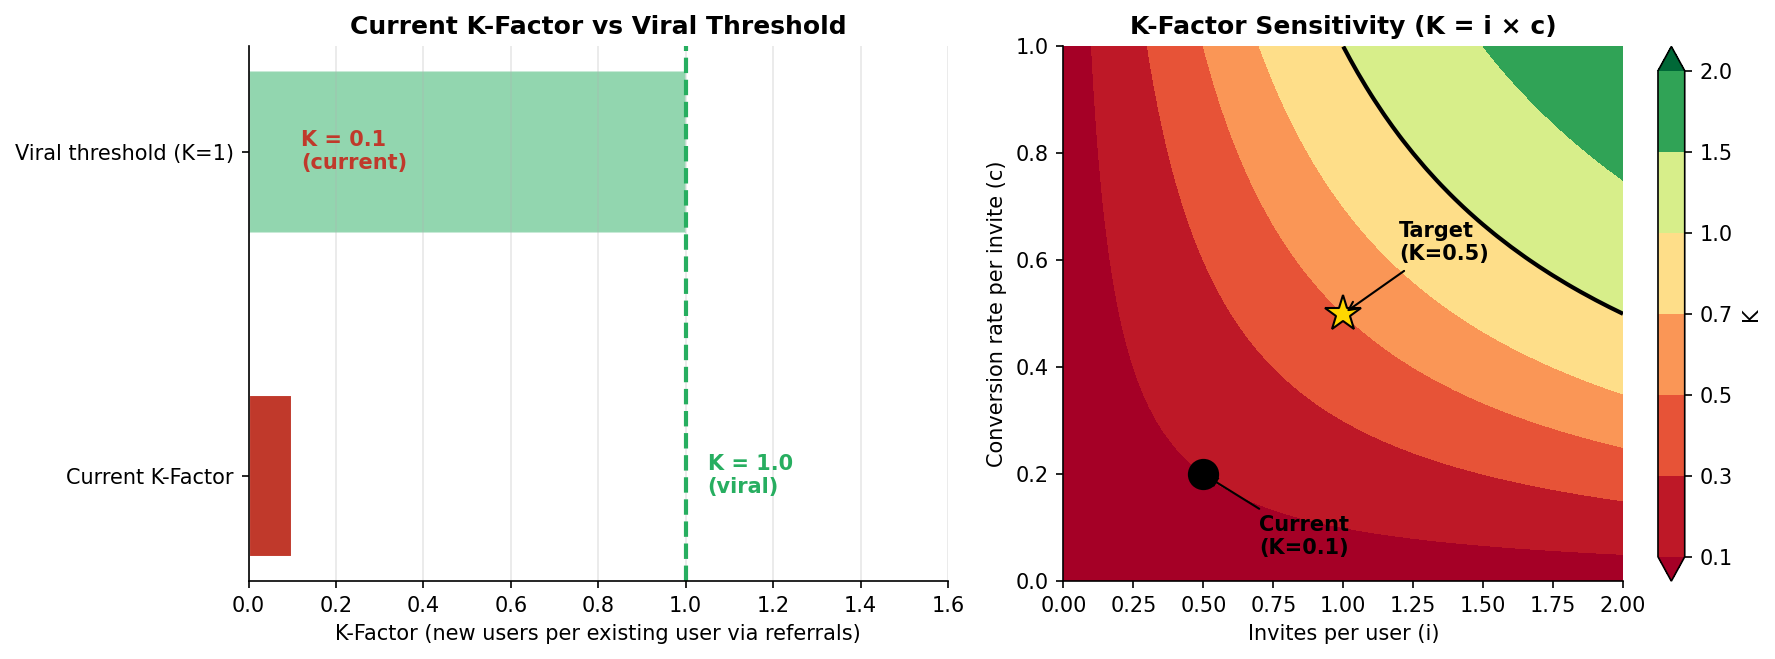 Current K-Factor vs Viral Threshold
Viral threshold (K=1)
K = 0.1
(current)
Current K-Factor
K = 1.0
(viral)
0.0 0.2 0.4 0.6 0.8 1.0 1.2 1.4 1.6
K-Factor (new users per existing user via referrals)
K-Factor Sensitivity (K = i × c)
Conversion rate per invite (c)
1.0
0.8
0.6
0.4
0.2
0.0
Target
(K=0.5)
Current
(K=0.1)
0.00 0.25 0.50 0.75 1.00 1.25 1.50 1.75 2.00
Invites per user (i)
2.0
1.5
1.0
0.7
0.5
0.3
0.1
K